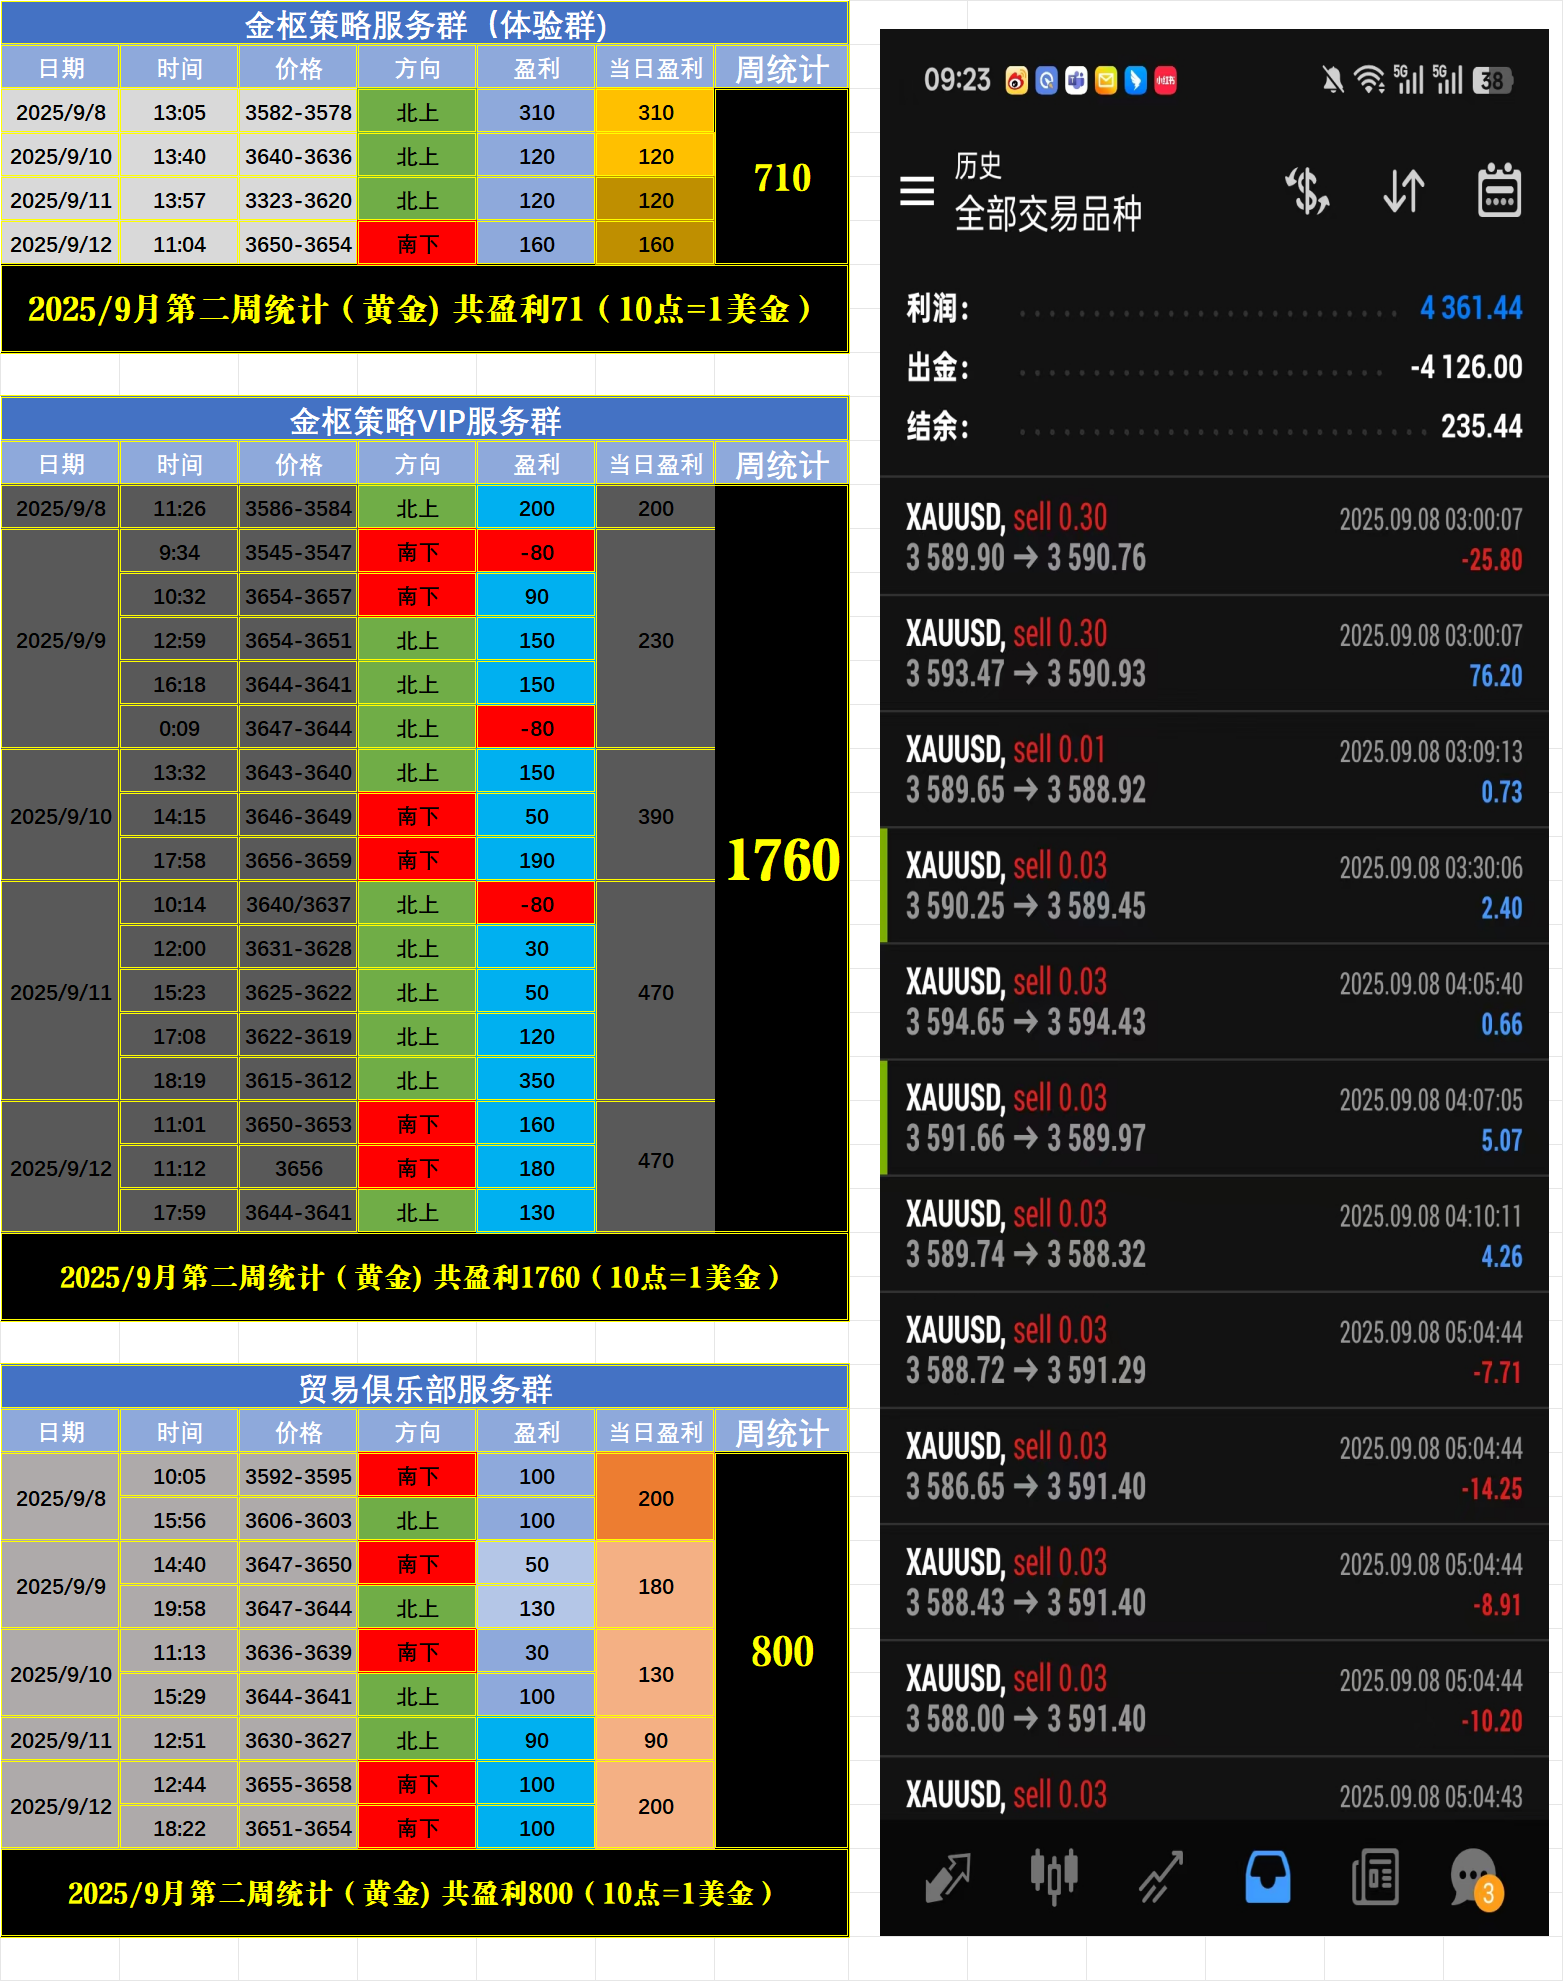 金枢策略服务群（体验群）
日期 时间 价格 方向 盈利 当日盈利 周统计
2025/9/8 13:05 3582-3578 北上 310 310
2025/9/10 13:40 3640-3636 北上 120 120
710
2025/9/11 13:57 3323-3620 北上 120 120
2025/9/12 11:04 3650-3654 南下 160 160
2025/9月第二周统计（黄金）共盈利71（10点=1美金）
金枢策略VIP服务群
日期 时间 价格 方向 盈利 当日盈利 周统计
2025/9/8 11:26 3586-3584 北上 200 200
9:34 3545-3547 南下 -80
10:32 3654-3657 南下 90
2025/9/9 12:59 3654-3651 北上 150 230
16:18 3644-3641 北上 150
0:09 3647-3644 北上 -80
13:32 3643-3640 北上 150
2025/9/10 14:15 3646-3649 南下 50 390
17:58 3656-3659 南下 190
1760
10:14 3640/3637 北上 -80
12:00 3631-3628 北上 30
2025/9/11 15:23 3625-3622 北上 50 470
17:08 3622-3619 北上 120
18:19 3615-3612 北上 350
11:01 3650-3653 南下 160
2025/9/12 11:12 3656 南下 180 470
17:59 3644-3641 北上 130
2025/9月第二周统计（黄金）共盈利1760（10点=1美金）
贸易俱乐部服务群
日期 时间 价格 方向 盈利 当日盈利 周统计
2025/9/8 10:05 3592-3595 南下 100 200
15:56 3606-3603 北上 100
2025/9/9 14:40 3647-3650 南下 50 180
19:58 3647-3644 北上 130
800
2025/9/10 11:13 3636-3639 南下 30 130
15:29 3644-3641 北上 100
2025/9/11 12:51 3630-3627 北上 90 90
2025/9/12 12:44 3655-3658 南下 100 200
18:22 3651-3654 南下 100
2025/9月第二周统计（黄金）共盈利800（10点=1美金）
09:23 小红书 5G 5G 38
历史
全部交易品种
利润： 4 361.44
出金： -4 126.00
结余： 235.44
XAUUSD, sell 0.30 2025.09.08 03:00:07
3 589.90 → 3 590.76 -25.80
XAUUSD, sell 0.30 2025.09.08 03:00:07
3 593.47 → 3 590.93 76.20
XAUUSD, sell 0.01 2025.09.08 03:09:13
3 589.65 → 3 588.92 0.73
XAUUSD, sell 0.03 2025.09.08 03:30:06
3 590.25 → 3 589.45 2.40
XAUUSD, sell 0.03 2025.09.08 04:05:40
3 594.65 → 3 594.43 0.66
XAUUSD, sell 0.03 2025.09.08 04:07:05
3 591.66 → 3 589.97 5.07
XAUUSD, sell 0.03 2025.09.08 04:10:11
3 589.74 → 3 588.32 4.26
XAUUSD, sell 0.03 2025.09.08 05:04:44
3 588.72 → 3 591.29 -7.71
XAUUSD, sell 0.03 2025.09.08 05:04:44
3 586.65 → 3 591.40 -14.25
XAUUSD, sell 0.03 2025.09.08 05:04:44
3 588.43 → 3 591.40 -8.91
XAUUSD, sell 0.03 2025.09.08 05:04:44
3 588.00 → 3 591.40 -10.20
XAUUSD, sell 0.03 2025.09.08 05:04:43
3